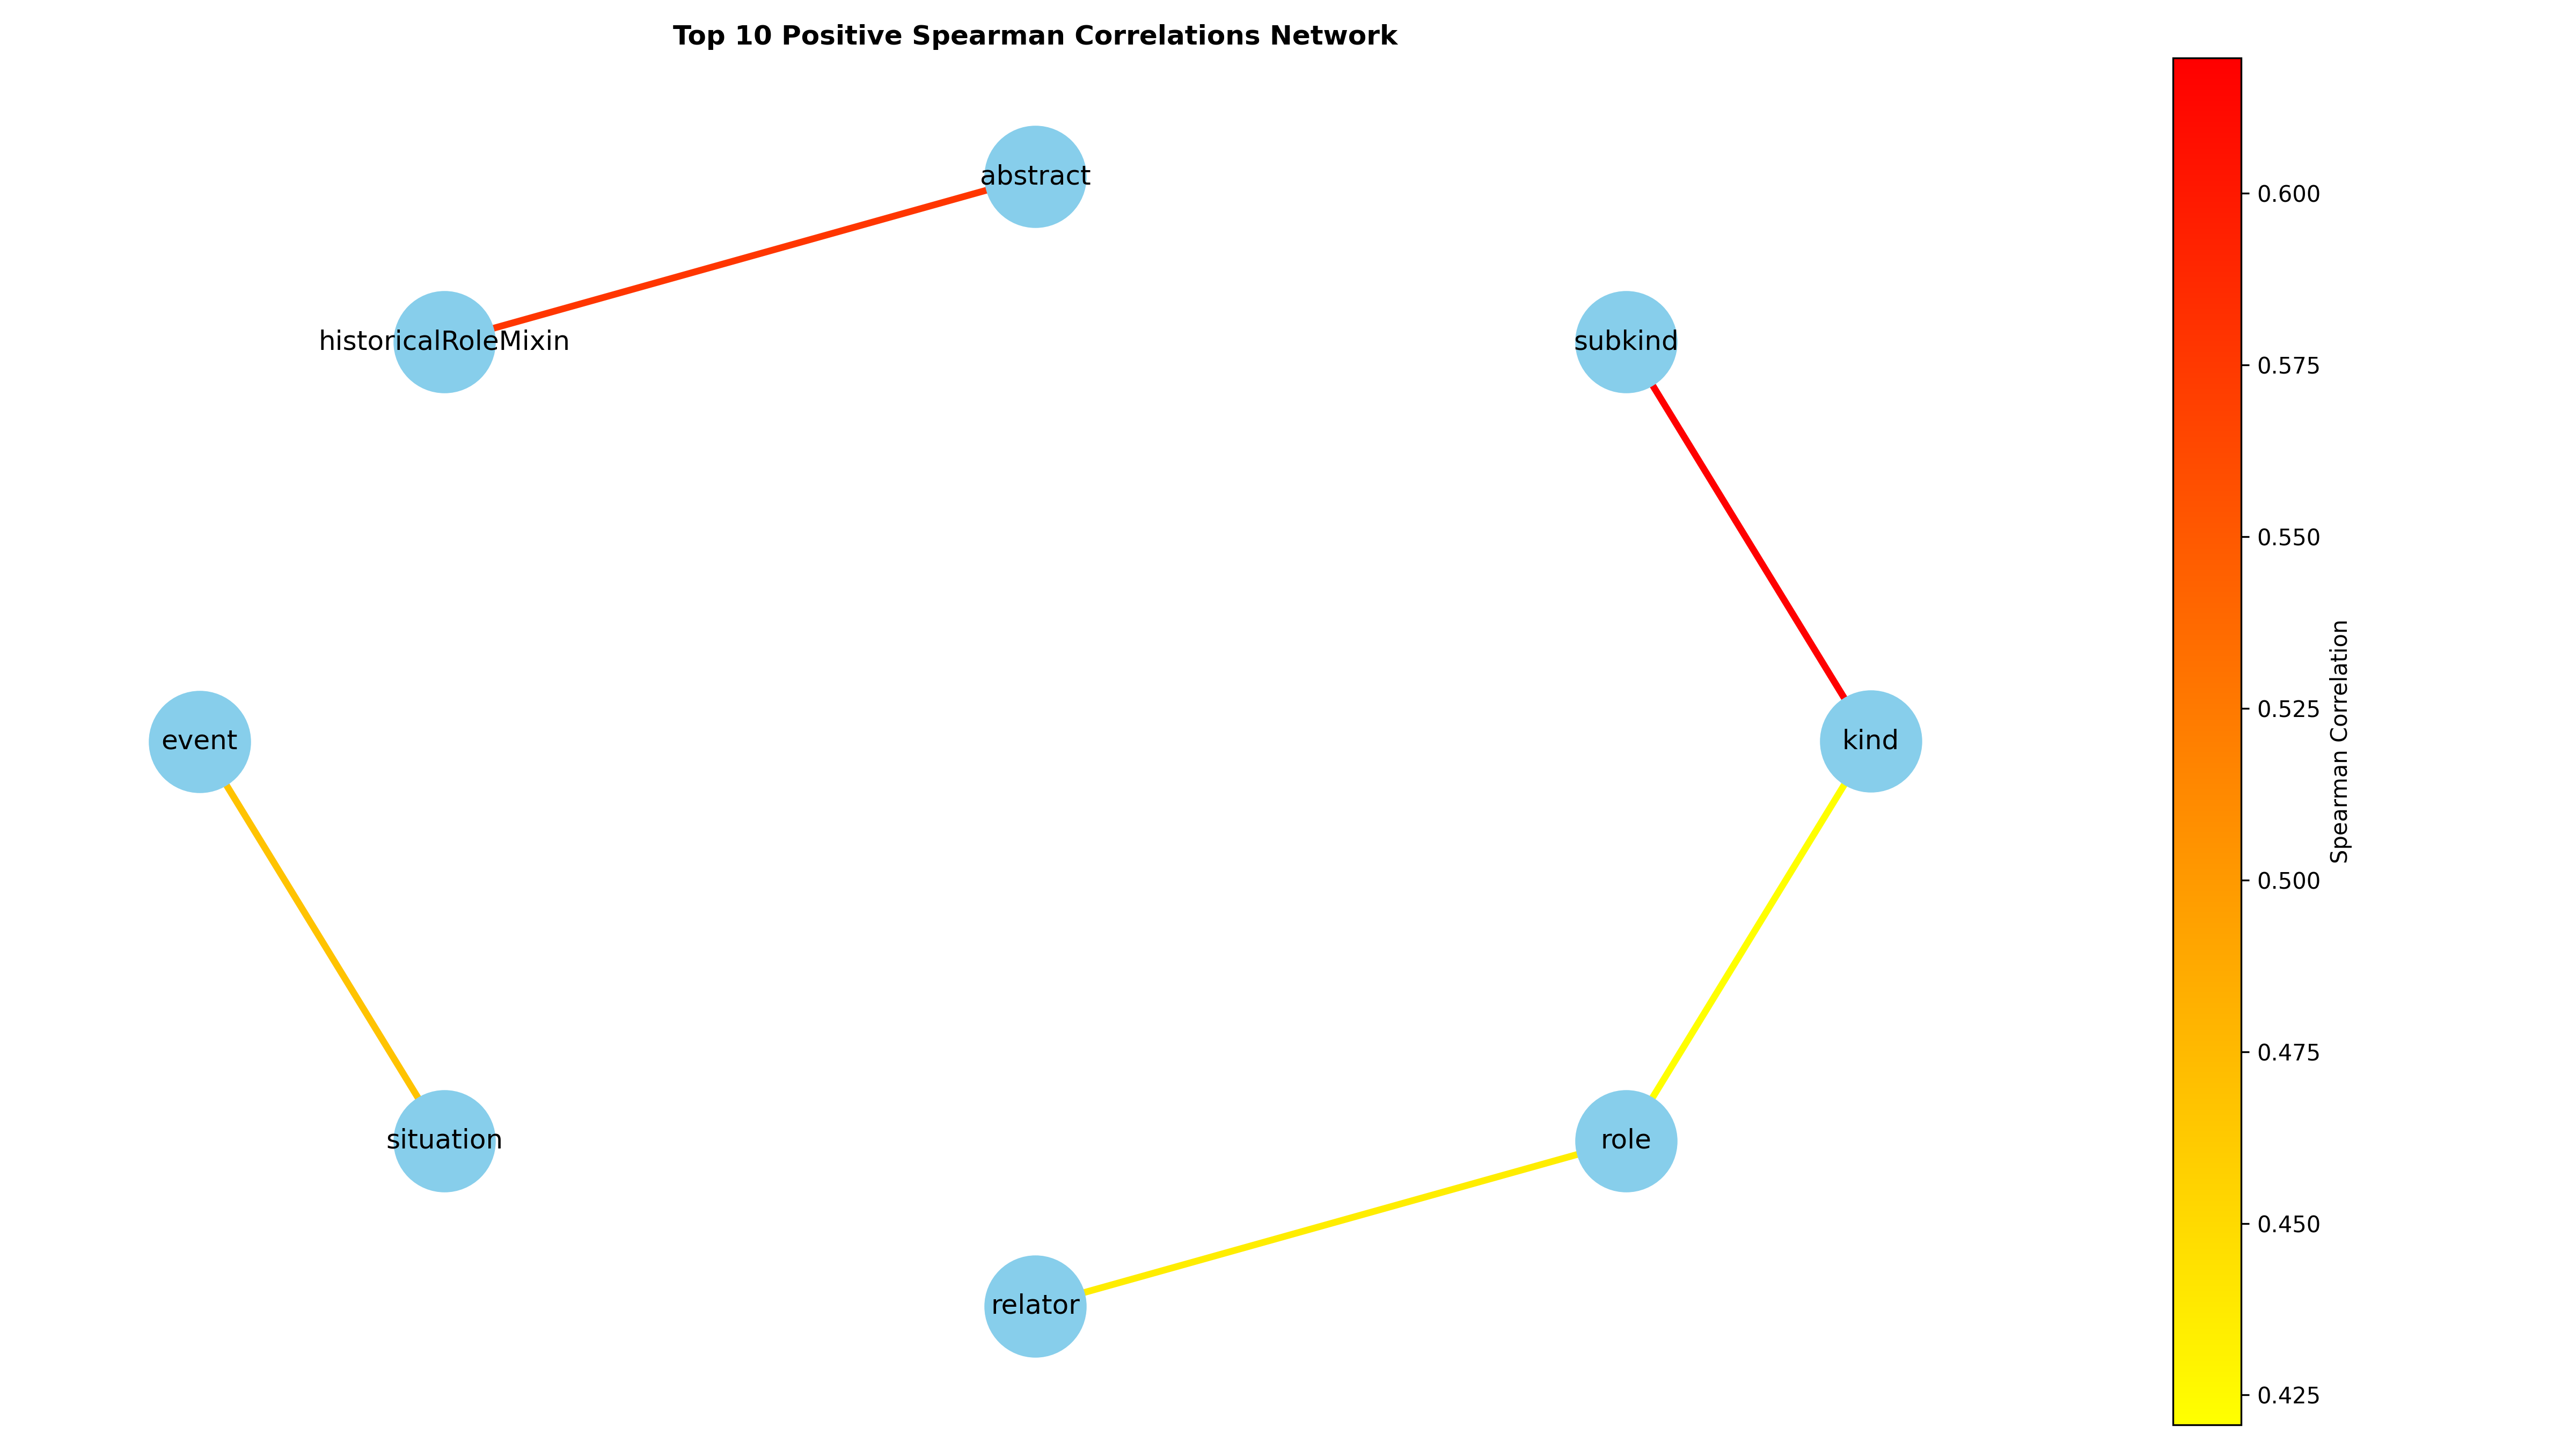 Top 10 Positive Spearman Correlations Network
abstract
historicalRoleMixin
subkind
event
kind
situation
role
relator
0.600
0.575
0.550
0.525
0.500
0.475
0.450
0.425
Spearman Correlation